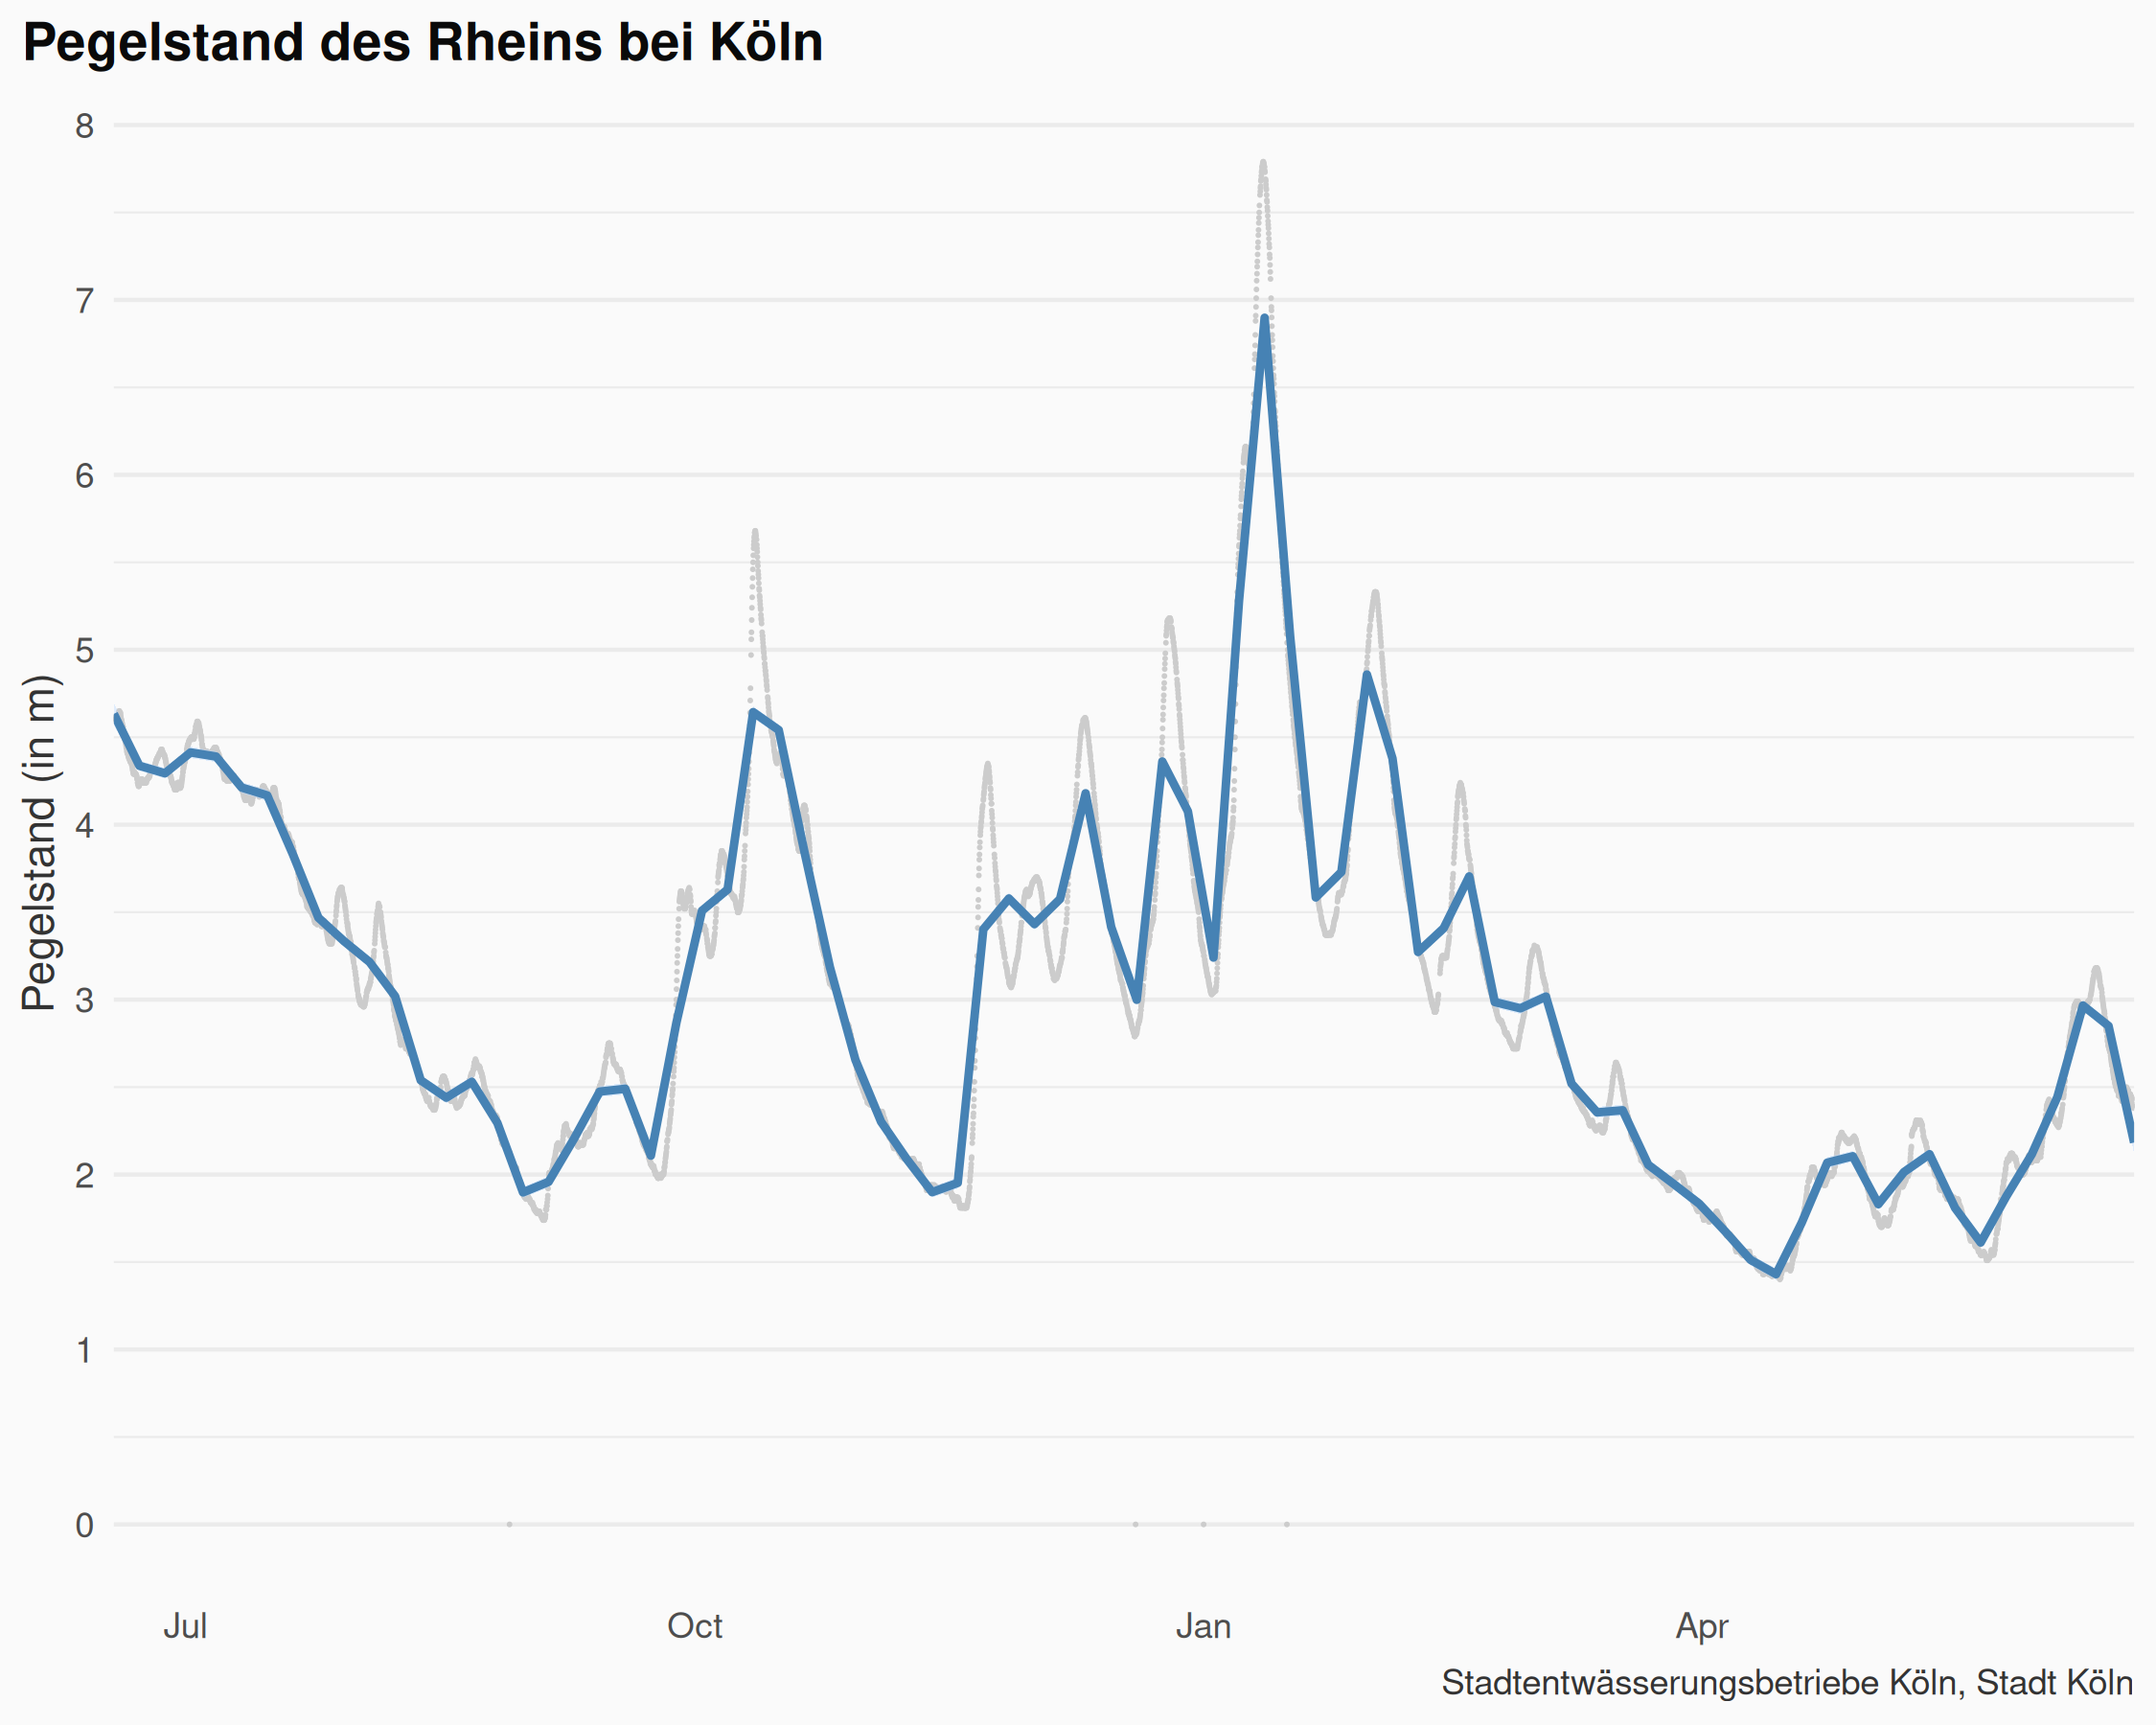 Pegelstand des Rheins bei Köln
Pegelstand (in m)
8
7
6
5
4
3
2
1
0
Jul Oct Jan Apr
Stadtentwässerungsbetriebe Köln, Stadt Köln